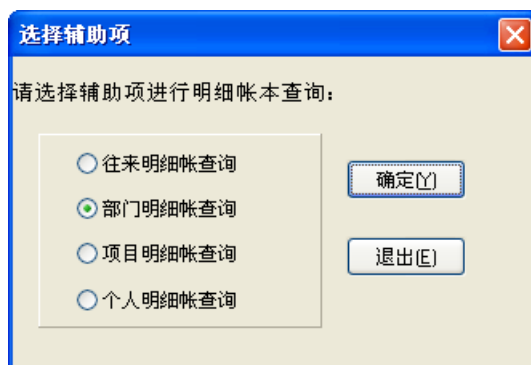 选择辅助项
请选择辅助项进行明细帐本查询：
往来明细帐查询
部门明细帐查询
项目明细帐查询
个人明细帐查询
确定(Y)
退出(E)